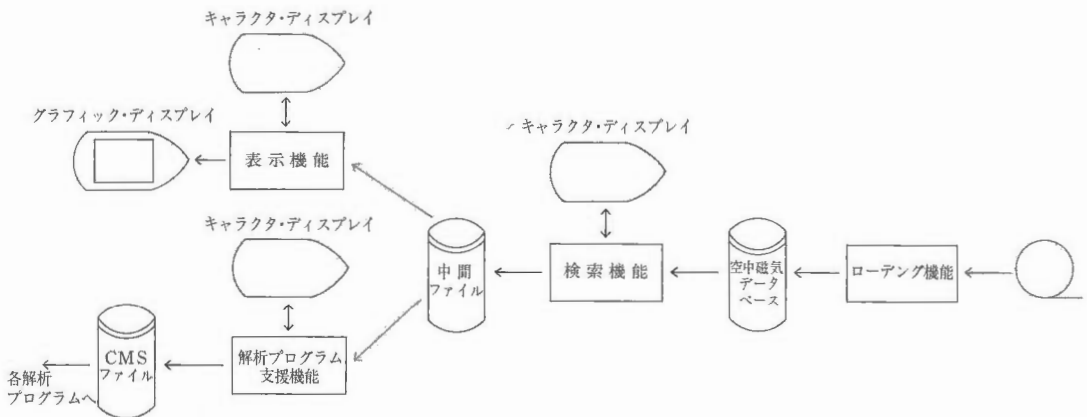 キャラクタ・ディスプレイ
グラフィック・ディスプレイ
表示機能
キャラクタ・ディスプレイ
キャラクタ・ディスプレイ
中間
ファイル
検索機能
空中磁気
データ
ベース
ローデング機能
CMS
ファイル
解析プログラム
支援機能
各解析
プログラムへ